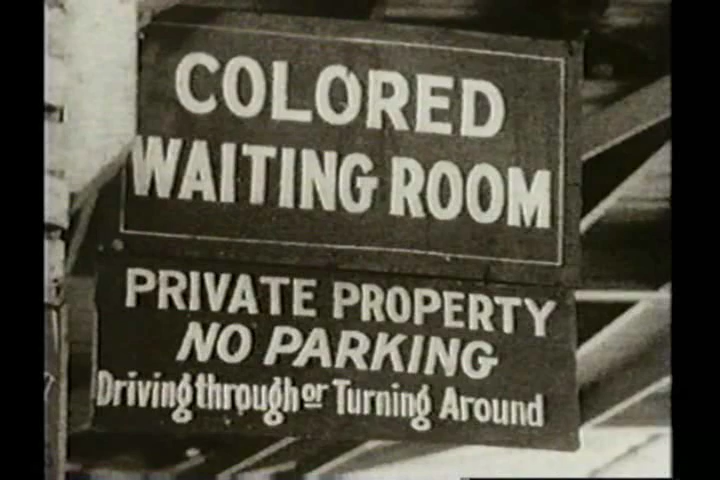 COLORED
WAITING ROOM
PRIVATE PROPERTY
NO PARKING
Driving through or Turning Around